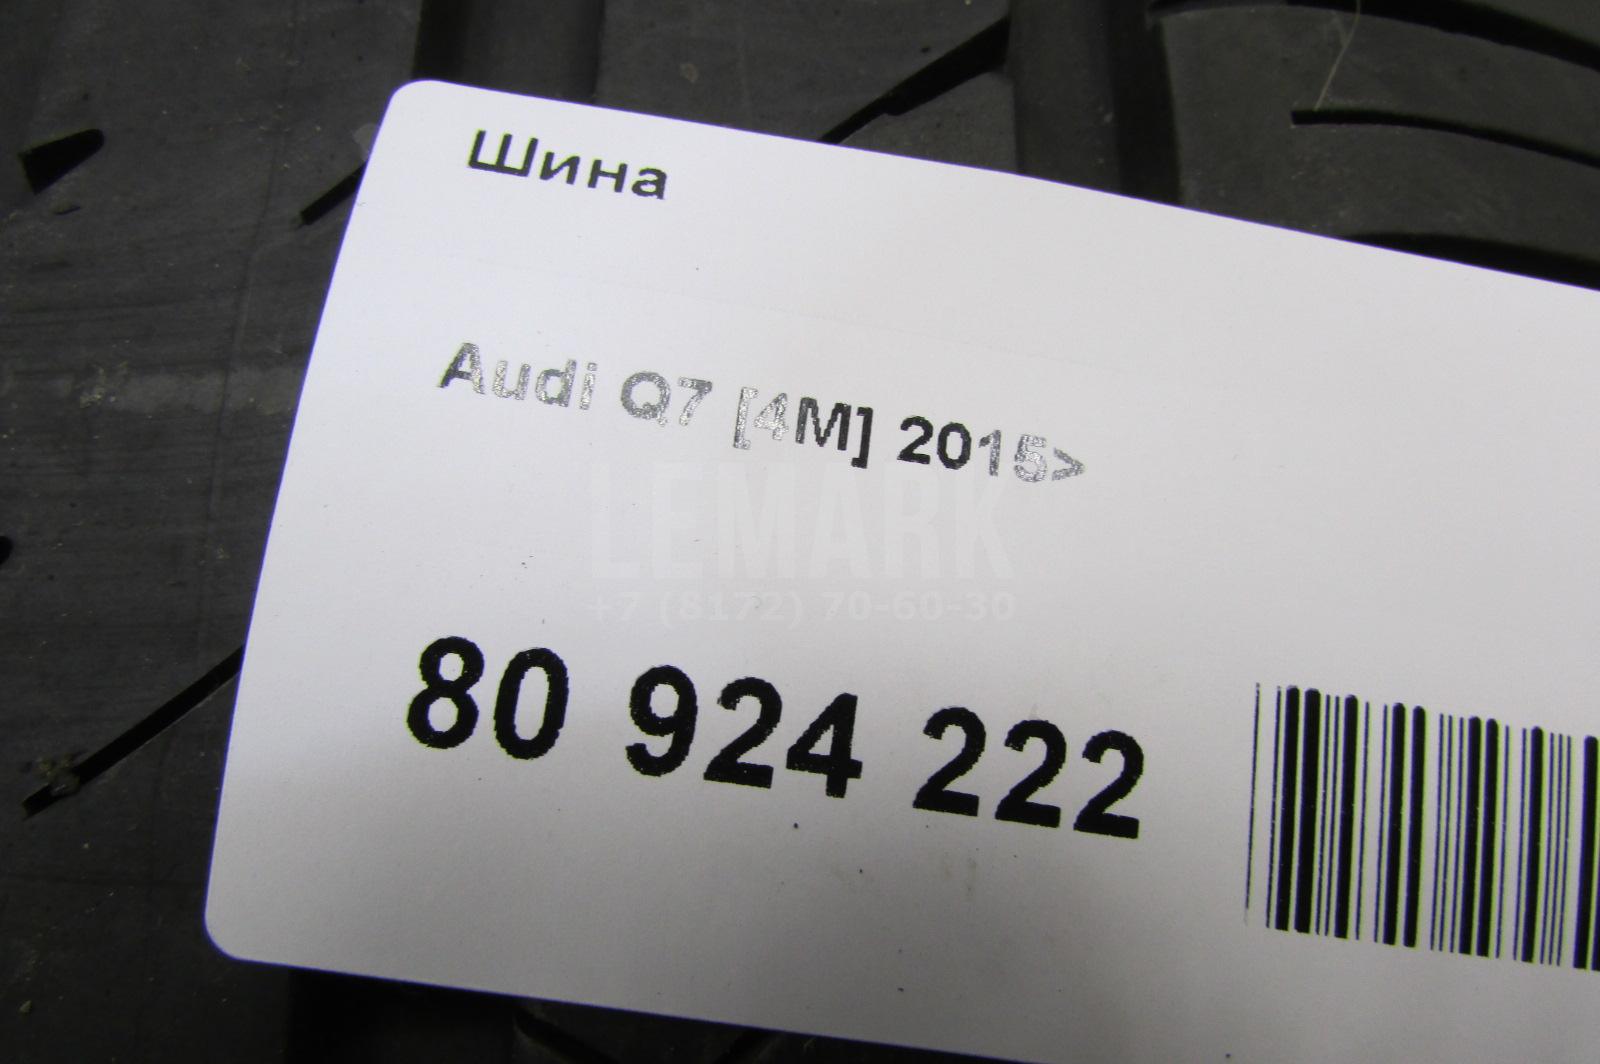 Шина
Audi Q7 [4M] 2015>
LEMARK
+7 (8172) 70-60-30
80 924 222